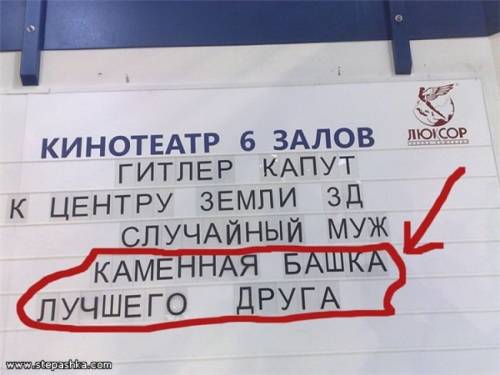 ЛЮКСОР
КИНОТЕАТР 6 ЗАЛОВ
ГИТЛЕР КАПУТ
К ЦЕНТРУ ЗЕМЛИ 3Д
СЛУЧАЙНЫЙ МУЖ
КАМЕННАЯ БАШКА
ЛУЧШЕГО ДРУГА
www.stepashka.com